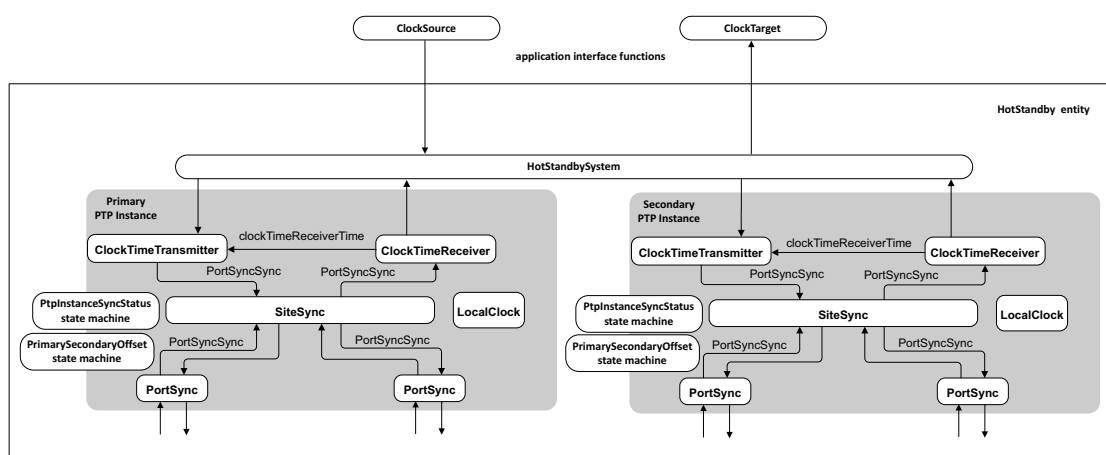 ClockSource
ClockTarget
application interface functions
HotStandby entity
HotStandbySystem
Primary
PTP Instance
ClockTimeTransmitter
clockTimeReceiverTime
ClockTimeReceiver
PortSyncSync
PortSyncSync
PtpInstanceSyncStatus
state machine
SiteSync
LocalClock
PrimarySecondaryOffset
state machine
PortSyncSync
PortSyncSync
PortSync
PortSync
Secondary
PTP Instance
ClockTimeTransmitter
clockTimeReceiverTime
ClockTimeReceiver
PortSyncSync
PortSyncSync
PtpInstanceSyncStatus
state machine
SiteSync
LocalClock
PrimarySecondaryOffset
state machine
PortSyncSync
PortSyncSync
PortSync
PortSync